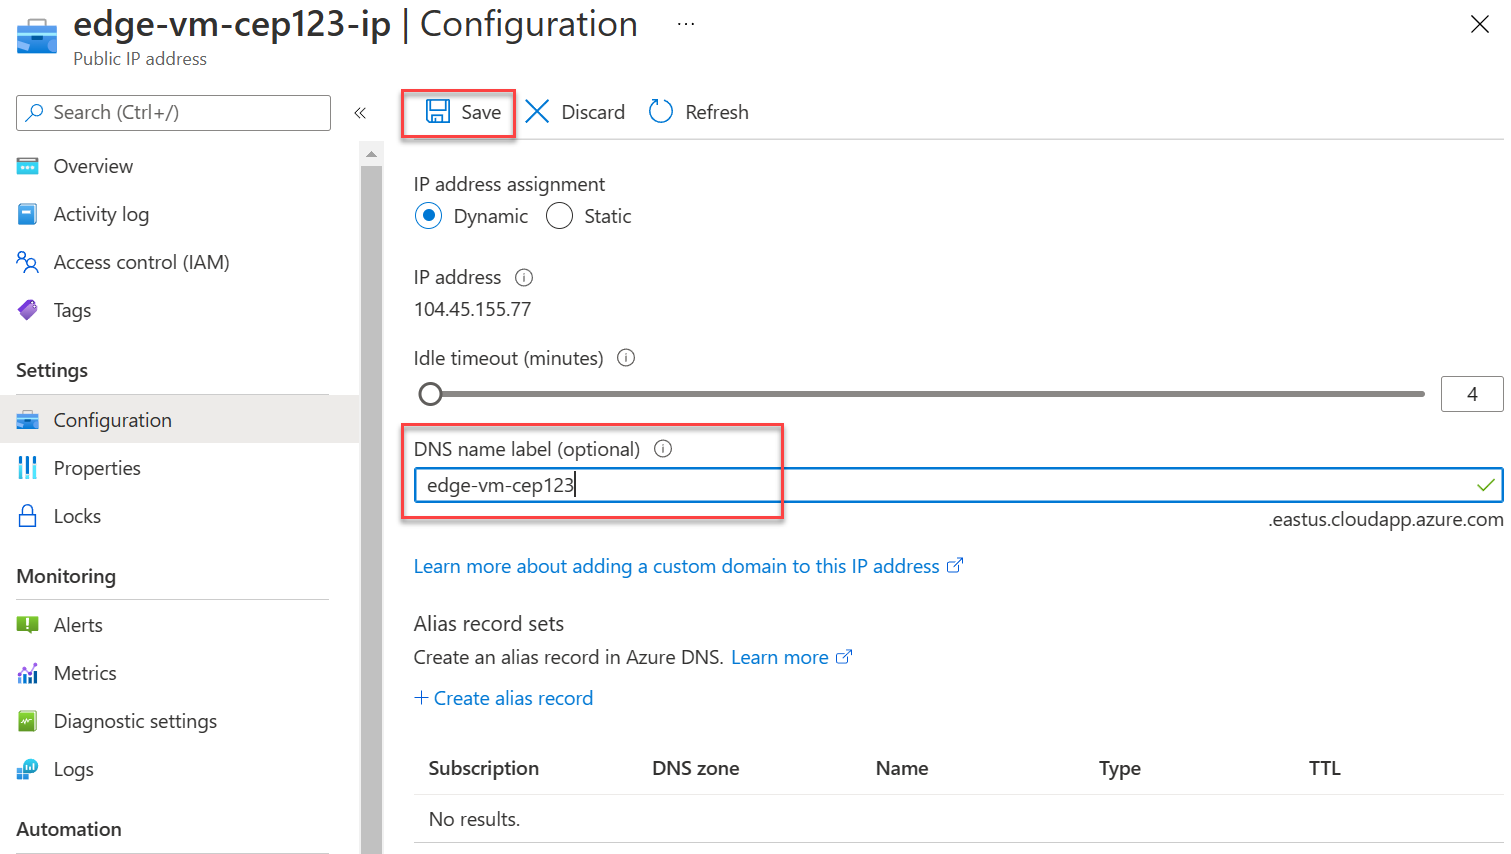 edge-vm-cep123-ip | Configuration ...
Public IP address
Search (Ctrl+/)
«
Overview
Activity log
Access control (IAM)
Tags
Settings
Configuration
Properties
Locks
Monitoring
Alerts
Metrics
Diagnostic settings
Logs
Automation
Save Discard Refresh
IP address assignment
Dynamic Static
IP address
104.45.155.77
Idle timeout (minutes)
4
DNS name label (optional)
edge-vm-cep123
.eastus.cloudapp.azure.com
Learn more about adding a custom domain to this IP address
Alias record sets
Create an alias record in Azure DNS. Learn more
+ Create alias record
Subscription DNS zone Name Type TTL
No results.